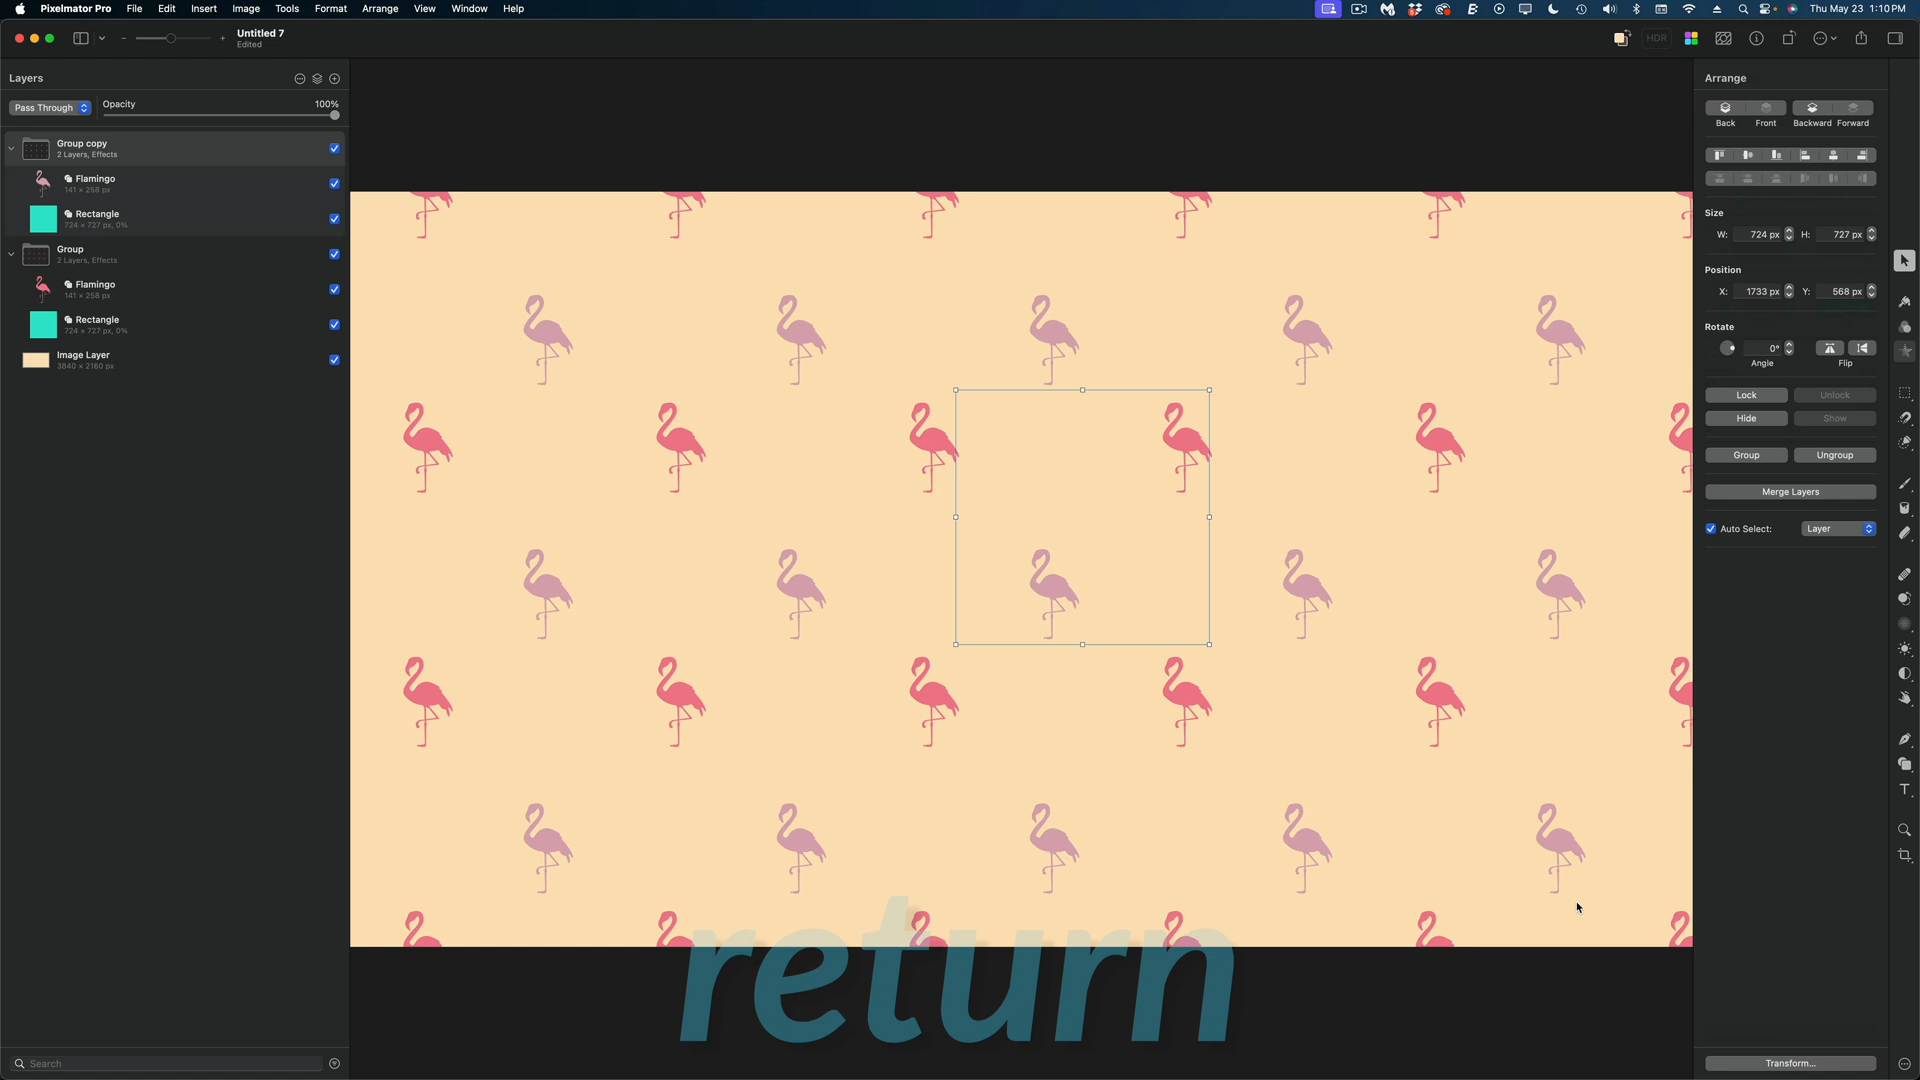 Pixelmator Pro File Edit Insert Image Tools Format Arrange View Window Help Thu May 23 1:10 PM
Untitled 7
Edited
HDR
Layers
Pass Through Opacity 100%
Group copy
2 Layers, Effects
Flamingo
141 × 258 px
Rectangle
724 × 727 px, 0%
Group
2 Layers, Effects
Flamingo
141 × 258 px
Rectangle
724 × 727 px, 0%
Image Layer
3840 × 2160 px
Search
return
Arrange
Back Front Backward Forward
Size
W: 724 px H: 727 px
Position
X: 1733 px Y: 568 px
Rotate
0°
Angle Flip
Lock Unlock
Hide Show
Group Ungroup
Merge Layers
Auto Select: Layer
Transform...